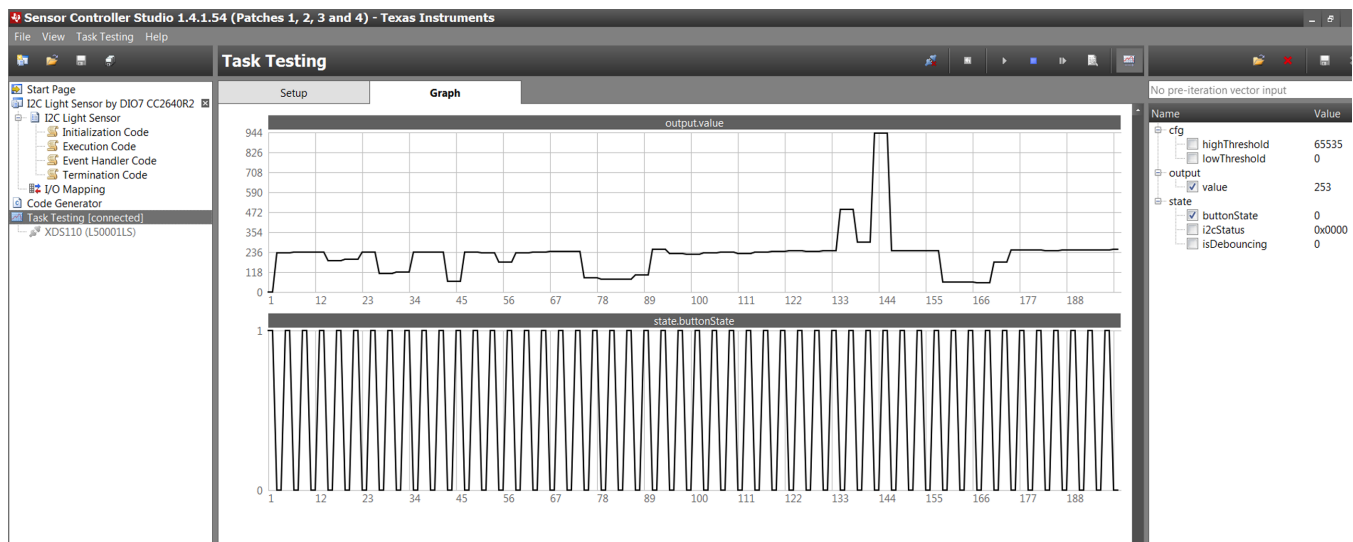 Sensor Controller Studio 1.4.1.54 (Patches 1, 2, 3 and 4) - Texas Instruments
File View Task Testing Help
Task Testing
Start Page
I2C Light Sensor by DIO7 CC2640R2
I2C Light Sensor
Initialization Code
Execution Code
Event Handler Code
Termination Code
I/O Mapping
Code Generator
Task Testing [connected]
XDS110 (L50001LS)
Setup Graph
output.value
944
826
708
590
472
354
236
118
0
1 12 23 34 45 56 67 78 89 100 111 122 133 144 155 166 177 188
state.buttonState
1
0
1 12 23 34 45 56 67 78 89 100 111 122 133 144 155 166 177 188
No pre-iteration vector input
Name Value
cfg
highThreshold 65535
lowThreshold 0
output
value 253
state
buttonState 0
i2cStatus 0x0000
isDebouncing 0